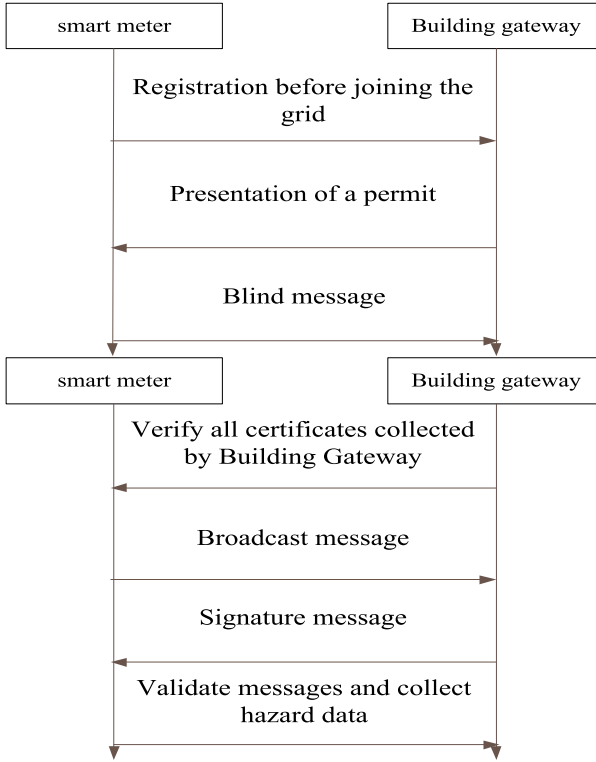 smart meter
Building gateway
Registration before joining the
grid
Presentation of a permit
Blind message
smart meter
Building gateway
Verify all certificates collected
by Building Gateway
Broadcast message
Signature message
Validate messages and collect
hazard data